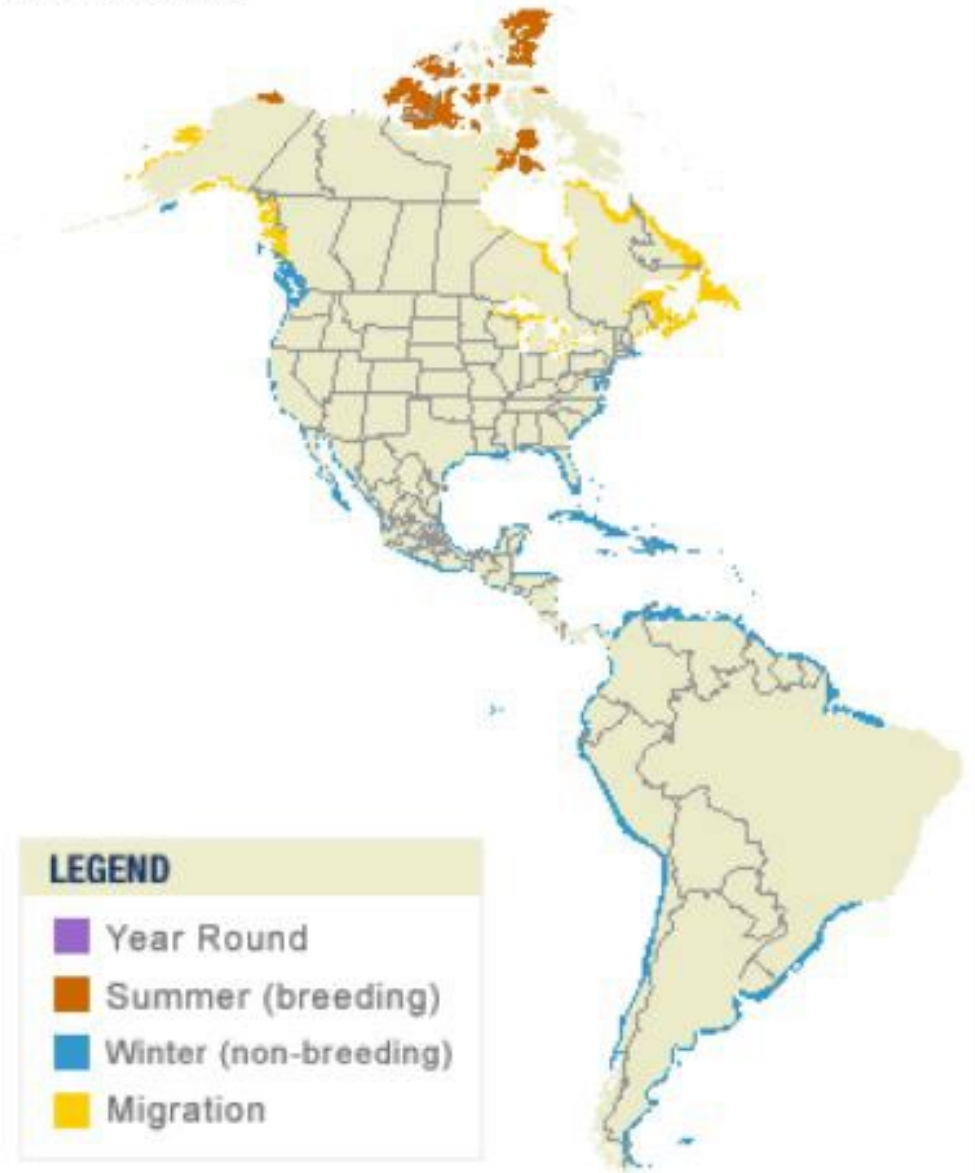 LEGEND
Year Round
Summer (breeding)
Winter (non-breeding)
Migration